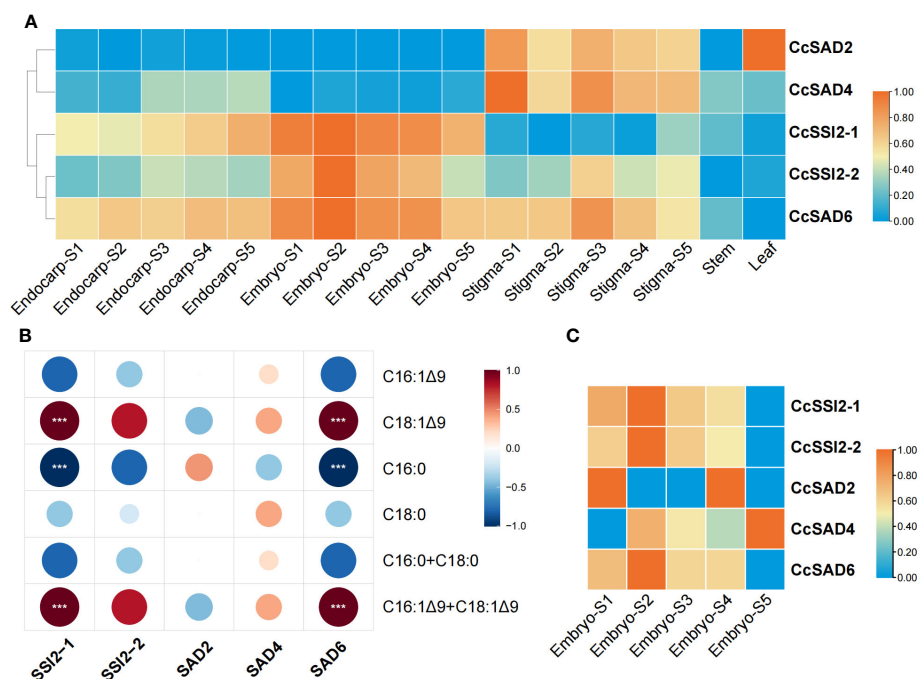 A
CcSAD2
CcSAD4
CcSSI2-1
CcSSI2-2
CcSAD6
1.00
0.80
0.60
0.40
0.20
0.00
Endocarp-S1
Endocarp-S2
Endocarp-S3
Endocarp-S4
Endocarp-S5
Embryo-S1
Embryo-S2
Embryo-S3
Embryo-S4
Embryo-S5
Stigma-S1
Stigma-S2
Stigma-S3
Stigma-S4
Stigma-S5
Stem
Leaf
B
C16:1Δ9
*** *** C18:1Δ9
*** *** C16:0
C18:0
C16:0+C18:0
*** *** C16:1Δ9+C18:1Δ9
1.0
0.5
0.0
−0.5
−1.0
SSI2-1
SSI2-2
SAD2
SAD4
SAD6
C
CcSSI2-1
CcSSI2-2
CcSAD2
CcSAD4
CcSAD6
1.00
0.80
0.60
0.40
0.20
0.00
Embryo-S1
Embryo-S2
Embryo-S3
Embryo-S4
Embryo-S5